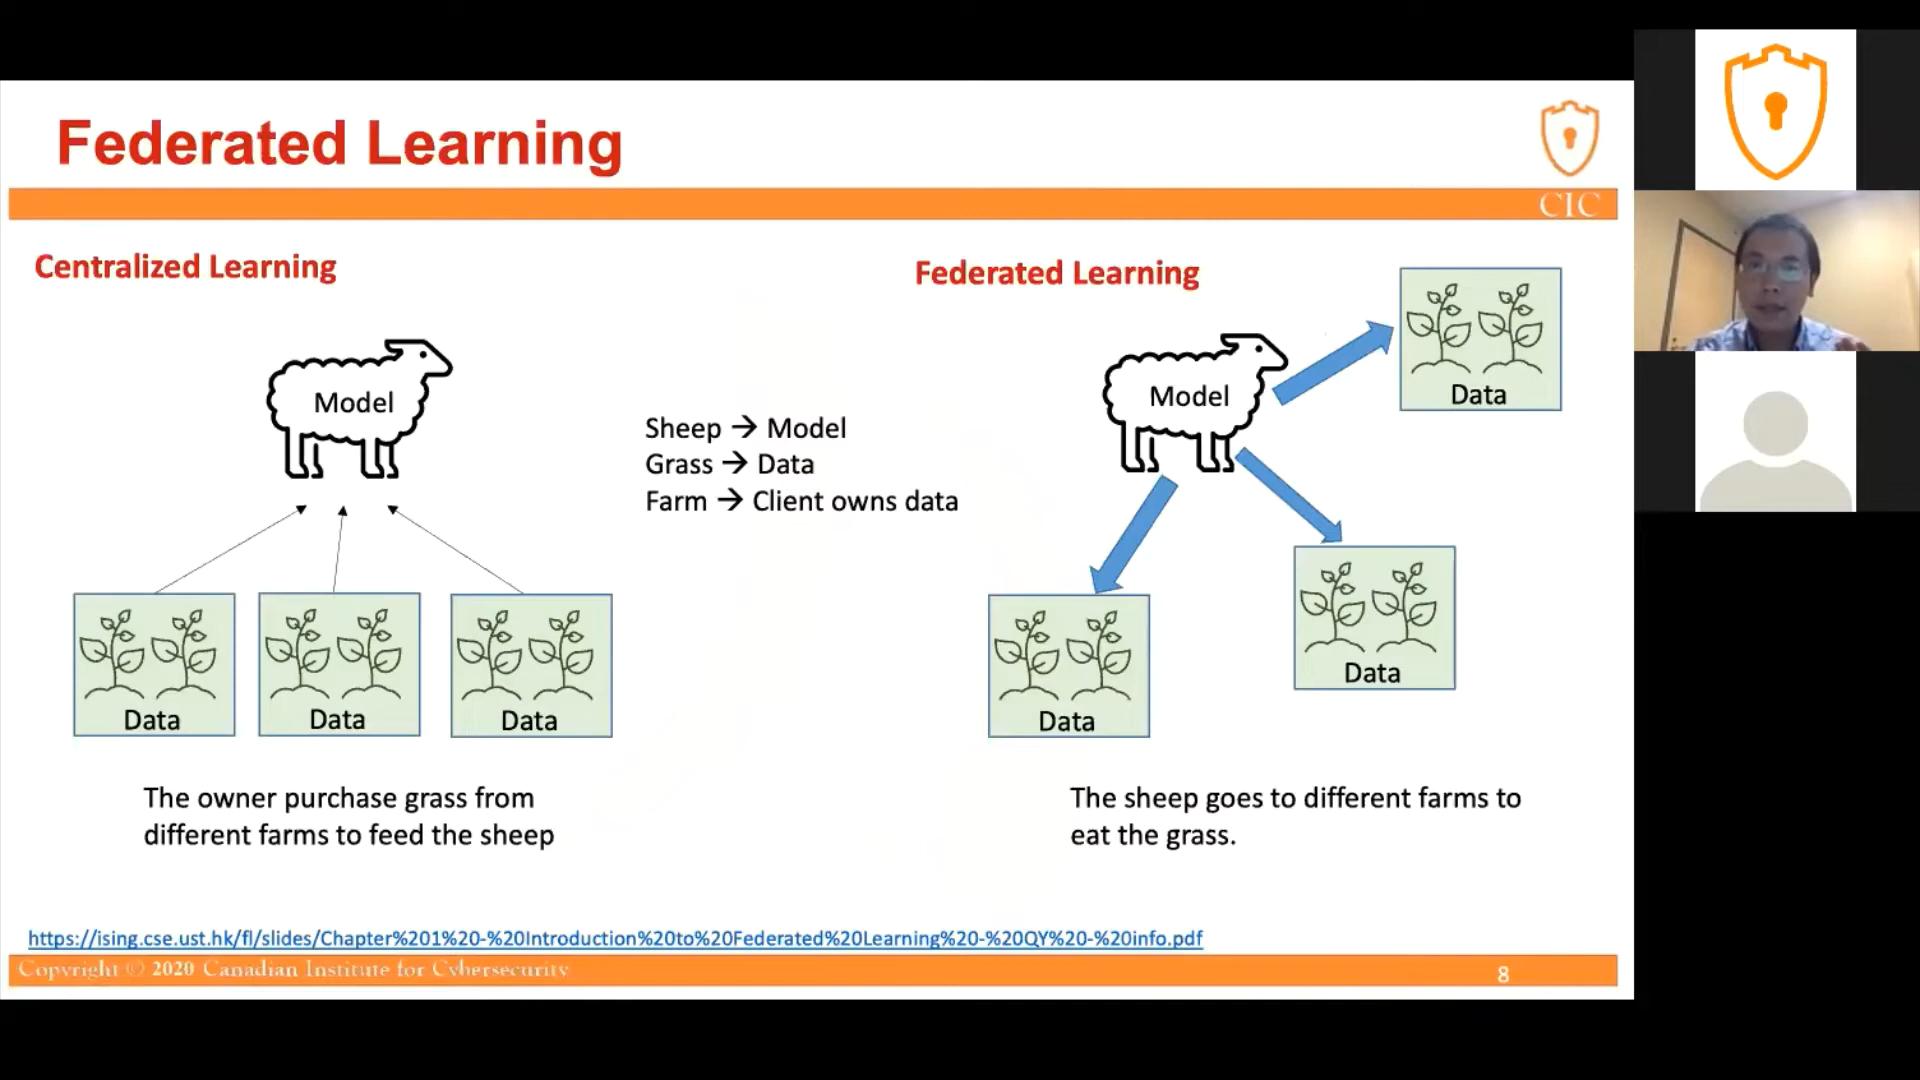 Federated Learning
CIC
Centralized Learning
Model
Data
Data
Data
The owner purchase grass from
different farms to feed the sheep
Sheep → Model
Grass → Data
Farm → Client owns data
Federated Learning
Model
Data
Data
Data
The sheep goes to different farms to
eat the grass.
https://ising.cse.ust.hk/fl/slides/Chapter%201%20-%20Introduction%20to%20Federated%20Learning%20-%20QY%20-%20info.pdf
Copyright © 2020 Canadian Institute for Cybersecurity
8